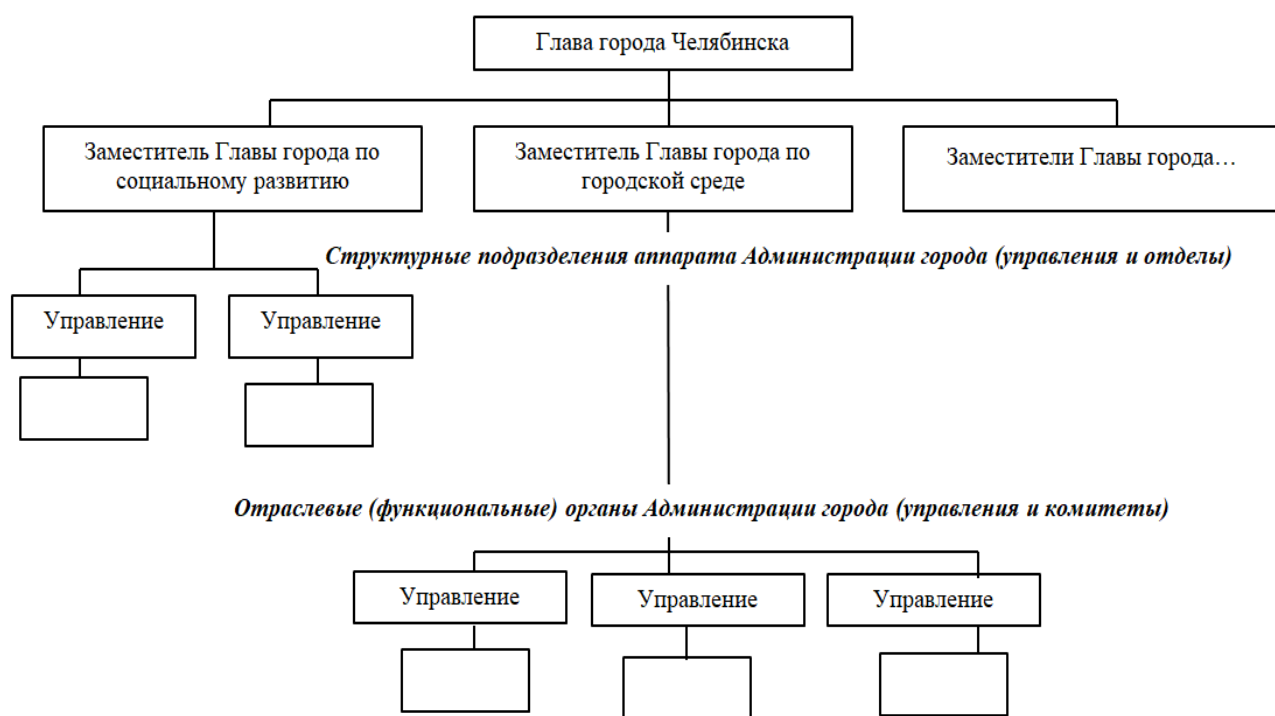 Глава города Челябинска
Заместитель Главы города по
социальному развитию
Заместитель Главы города по
городской среде
Заместители Главы города…
Структурные подразделения аппарата Администрации города (управления и отделы)
Управление
Управление
Отраслевые (функциональные) органы Администрации города (управления и комитеты)
Управление
Управление
Управление